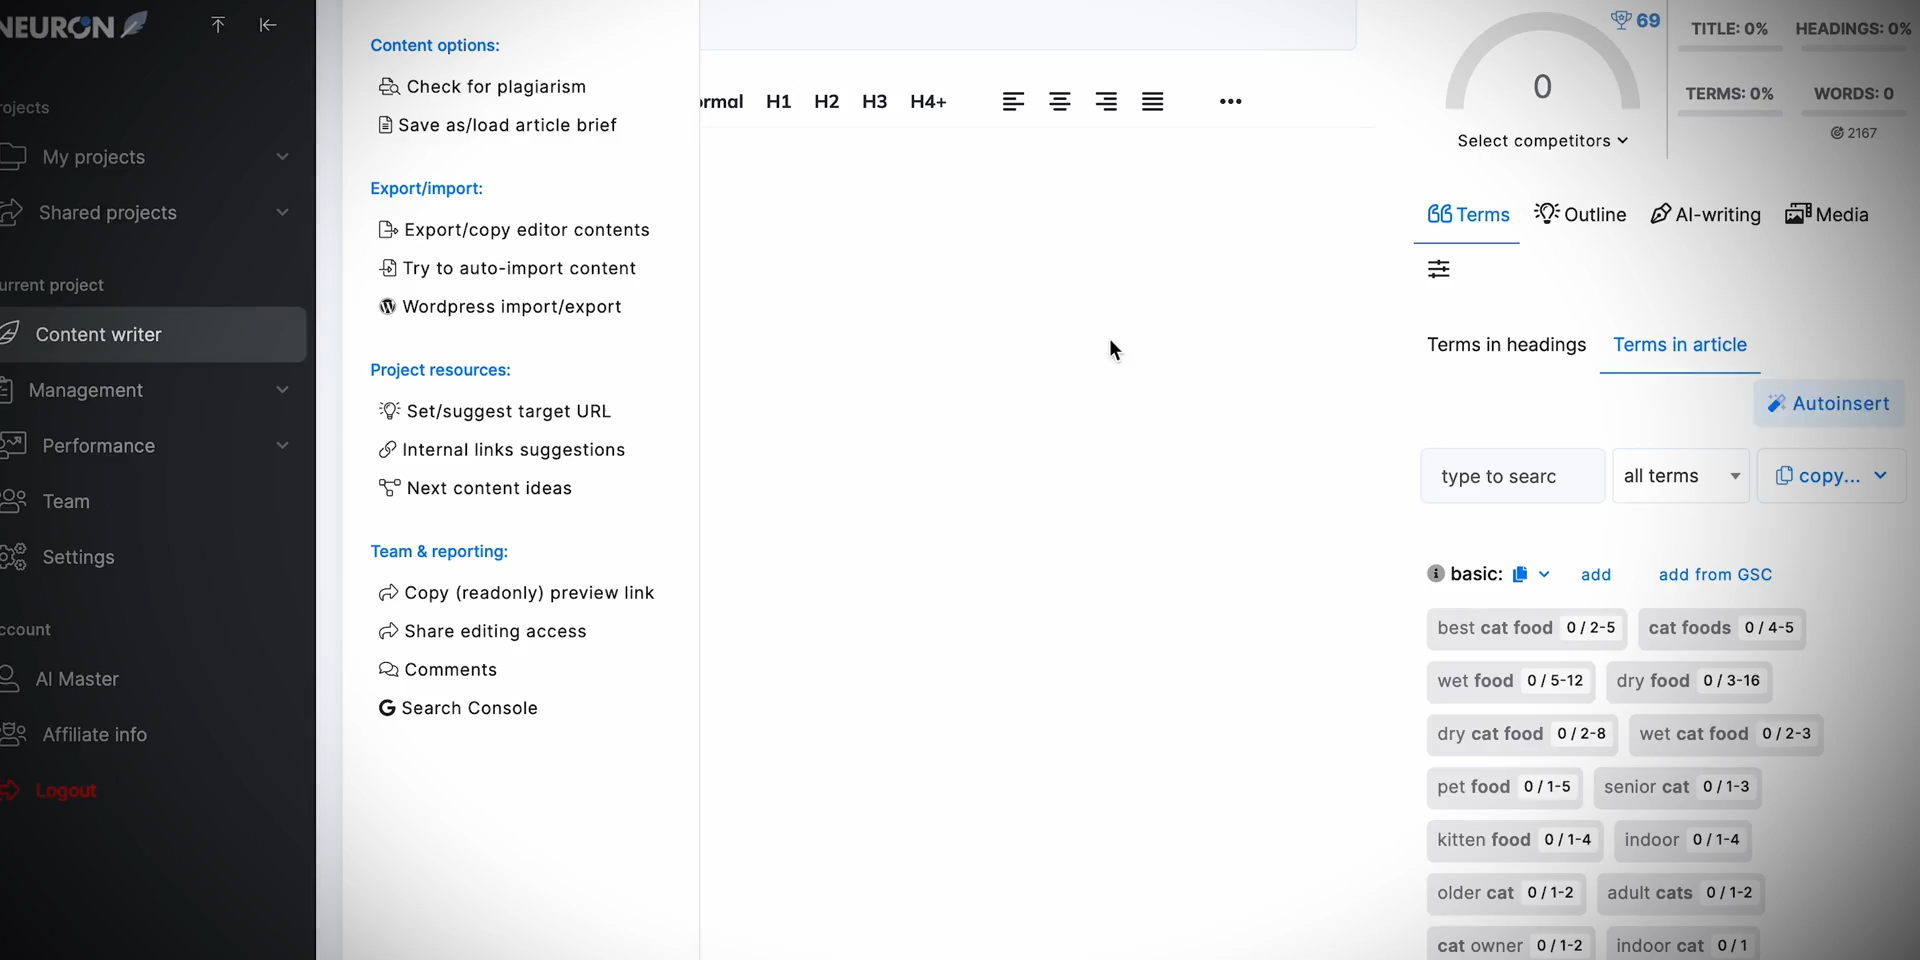 NEURON
rojects
My projects
Shared projects
urrent project
Content writer
Management
Performance
Team
Settings
ccount
AI Master
Affiliate info
Logout
Content options:
Check for plagiarism
Save as/load article brief
Export/import:
Export/copy editor contents
Try to auto-import content
Wordpress import/export
Project resources:
Set/suggest target URL
Internal links suggestions
Next content ideas
Team & reporting:
Copy (readonly) preview link
Share editing access
Comments
Search Console
ormal H1 H2 H3 H4+
69
0
Select competitors
TITLE: 0% HEADINGS: 0%
TERMS: 0% WORDS: 0
2167
Terms Outline AI-writing Media
Terms in headings Terms in article
Autoinsert
type to searc all terms copy...
basic: add add from GSC
best cat food 0 / 2-5 cat foods 0 / 4-5
wet food 0 / 5-12 dry food 0 / 3-16
dry cat food 0 / 2-8 wet cat food 0 / 2-3
pet food 0 / 1-5 senior cat 0 / 1-3
kitten food 0 / 1-4 indoor 0 / 1-4
older cat 0 / 1-2 adult cats 0 / 1-2
cat owner 0 / 1-2 indoor cat 0 / 1